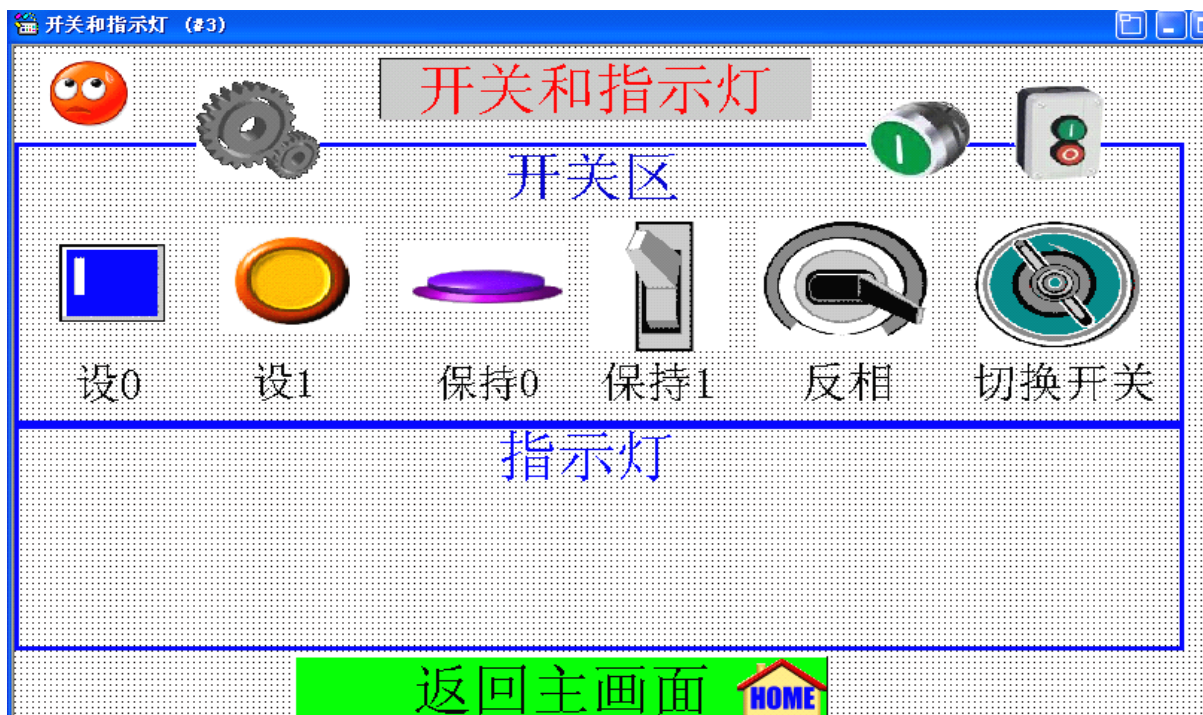 开关和指示灯 (#3)
开关和指示灯
开关区
设0 设1 保持0 保持1 反相 切换开关
指示灯
返回主画面 HOME